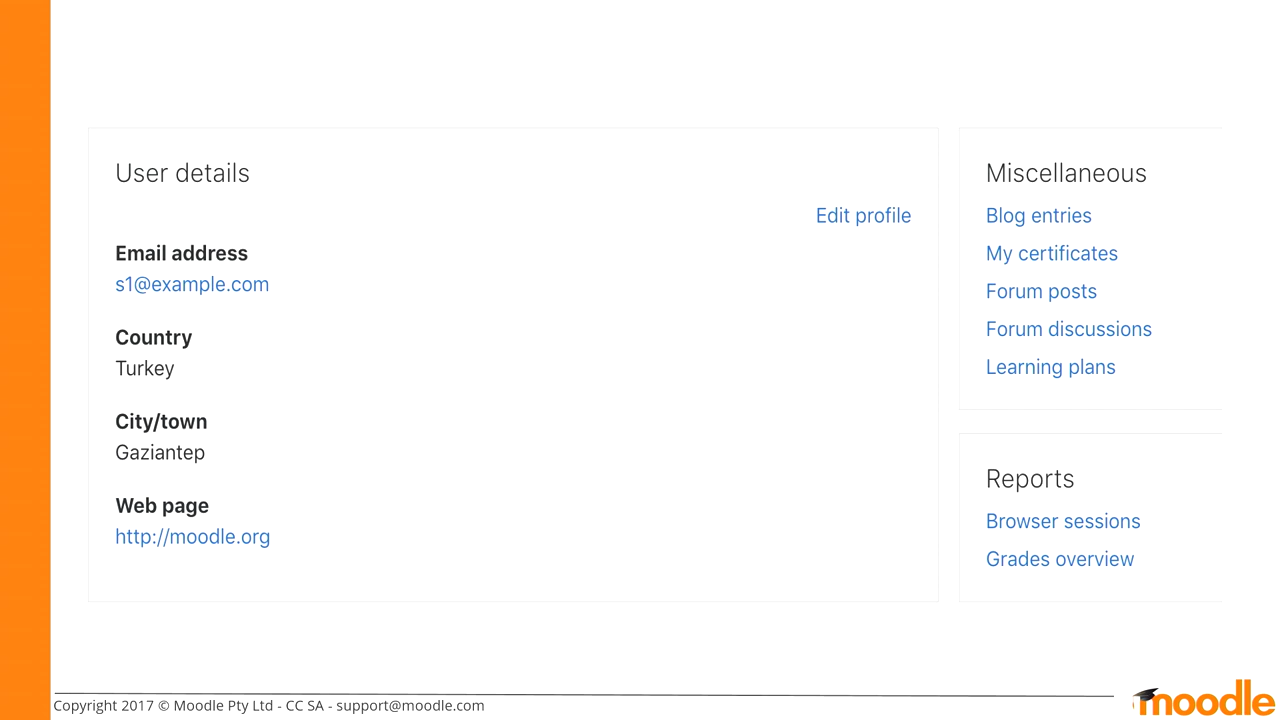 User details
Edit profile
Email address
s1@example.com
Country
Turkey
City/town
Gaziantep
Web page
http://moodle.org
Miscellaneous
Blog entries
My certificates
Forum posts
Forum discussions
Learning plans
Reports
Browser sessions
Grades overview
Copyright 2017 © Moodle Pty Ltd - CC SA - support@moodle.com
moodle